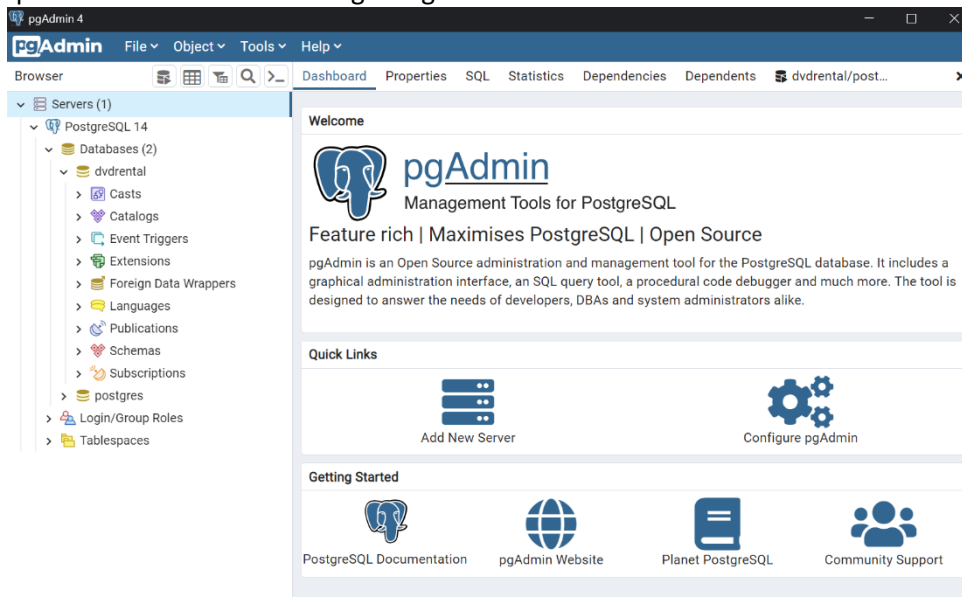 pgAdmin 4
pgAdmin File Object Tools Help
Browser
Dashboard Properties SQL Statistics Dependencies Dependents dvdrental/post...
Servers (1)
PostgreSQL 14
Databases (2)
dvdrental
Casts
Catalogs
Event Triggers
Extensions
Foreign Data Wrappers
Languages
Publications
Schemas
Subscriptions
postgres
Login/Group Roles
Tablespaces
Welcome
pgAdmin
Management Tools for PostgreSQL
Feature rich | Maximises PostgreSQL | Open Source
pgAdmin is an Open Source administration and management tool for the PostgreSQL database. It includes a
graphical administration interface, an SQL query tool, a procedural code debugger and much more. The tool is
designed to answer the needs of developers, DBAs and system administrators alike.
Quick Links
Add New Server
Configure pgAdmin
Getting Started
PostgreSQL Documentation
pgAdmin Website
Planet PostgreSQL
Community Support